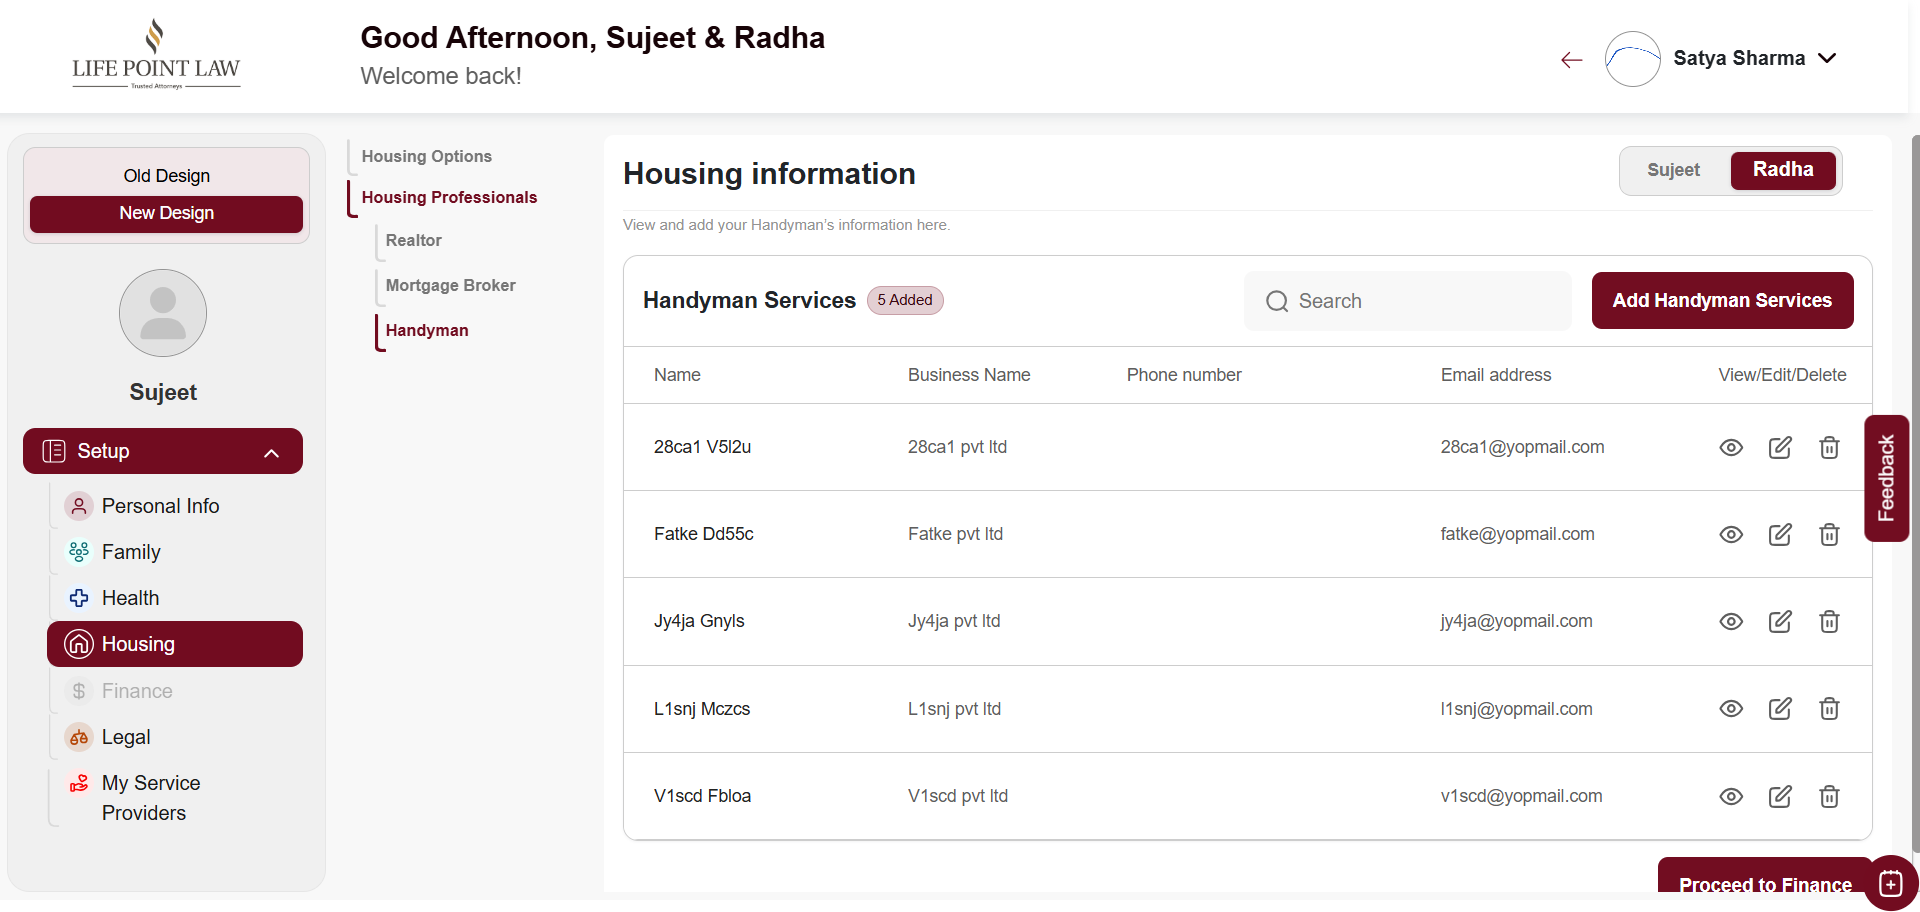 LIFE POINT LAW
Trusted Attorneys
Good Afternoon, Sujeet & Radha
Welcome back!
Satya Sharma
Old Design
New Design
Sujeet
Setup
Personal Info
Family
Health
Housing
Finance
Legal
My Service
Providers
Housing Options
Housing Professionals
Realtor
Mortgage Broker
Handyman
Housing information
Sujeet
Radha
View and add your Handyman's information here.
Handyman Services
5 Added
Search
Add Handyman Services
Name Business Name Phone number Email address View/Edit/Delete
28ca1 V5l2u 28ca1 pvt ltd 28ca1@yopmail.com
Fatke Dd55c Fatke pvt ltd fatke@yopmail.com
Jy4ja Gnyls Jy4ja pvt ltd jy4ja@yopmail.com
L1snj Mczcs L1snj pvt ltd l1snj@yopmail.com
V1scd Fbloa V1scd pvt ltd v1scd@yopmail.com
Feedback
Proceed to Finance